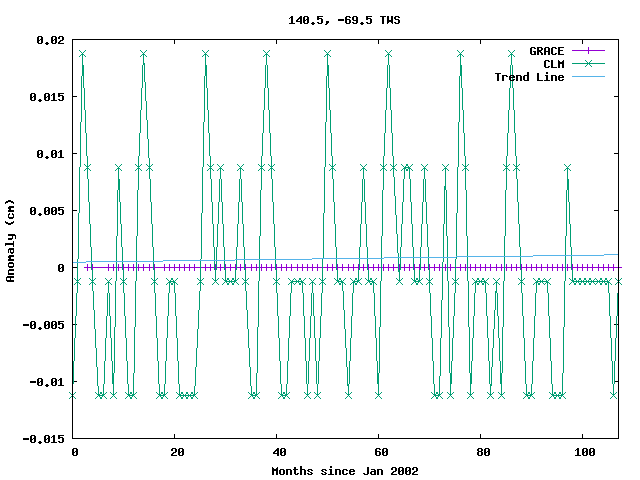 140.5, -69.5 TWS
GRACE
CLM
Trend Line
0.02
0.015
0.01
0.005
0
-0.005
-0.01
-0.015
Anomaly (cm)
0 20 40 60 80 100
Months since Jan 2002